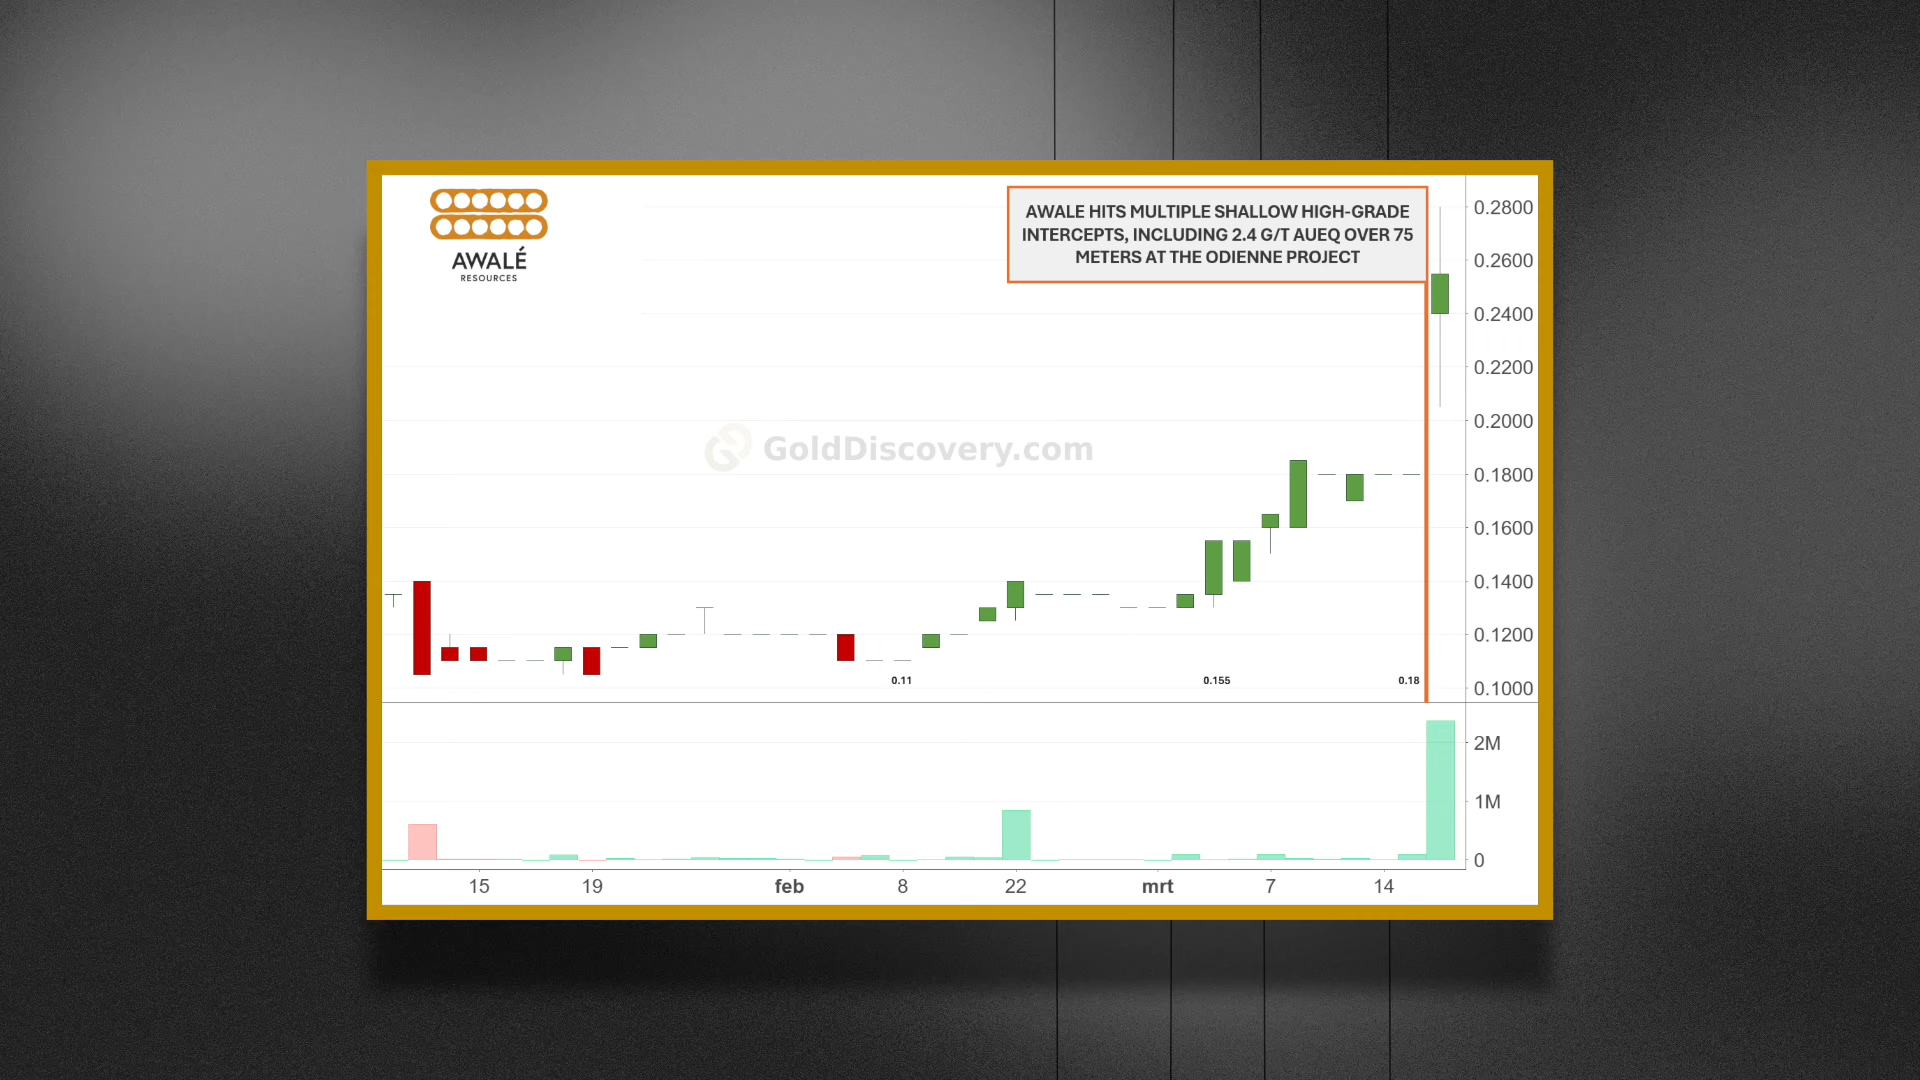 AWALÉ
RESOURCES
AWALE HITS MULTIPLE SHALLOW HIGH-GRADE
INTERCEPTS, INCLUDING 2.4 G/T AUEQ OVER 75
METERS AT THE ODIENNE PROJECT
GoldDiscovery.com
0.2800
0.2600
0.2400
0.2200
0.2000
0.1800
0.1600
0.1400
0.1200
0.1000
0.11
0.155
0.18
2M
1M
0
15
19
feb
8
22
mrt
7
14